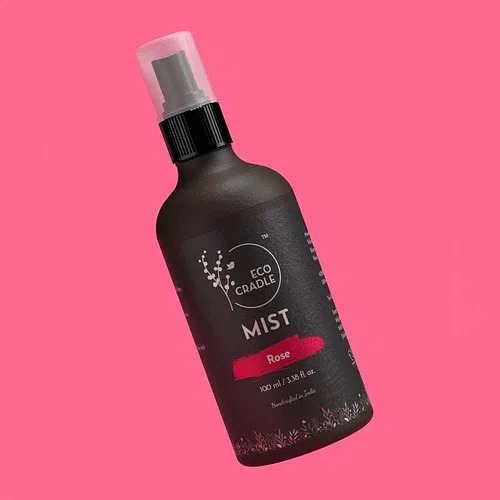 TM
ECO
CRADLE
MIST
Rose
100 ml / 3.38 fl. oz.
Handcrafted in India